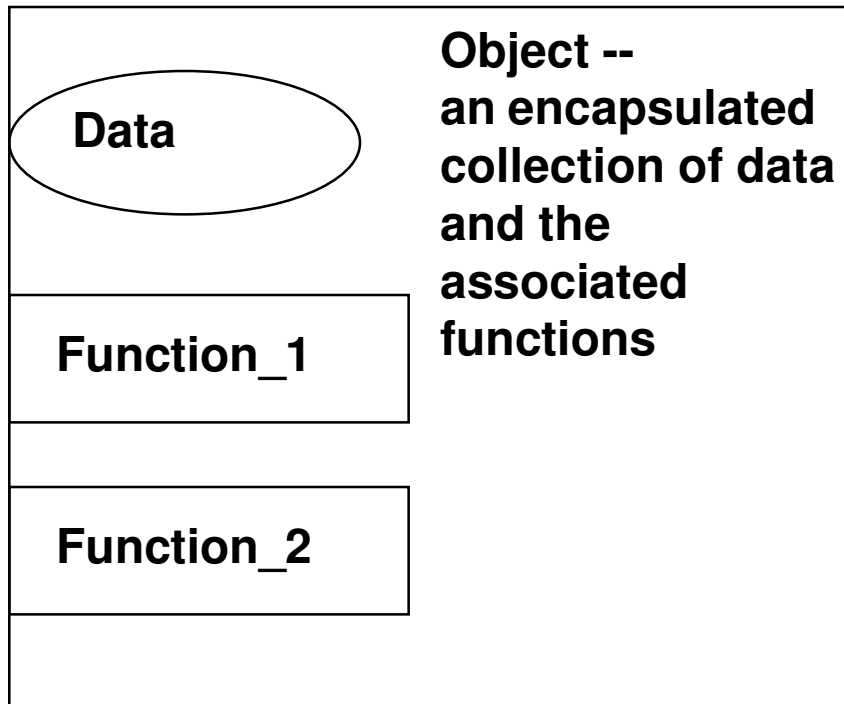 Data
Function_1
Function_2
Object --
an encapsulated
collection of data
and the
associated
functions